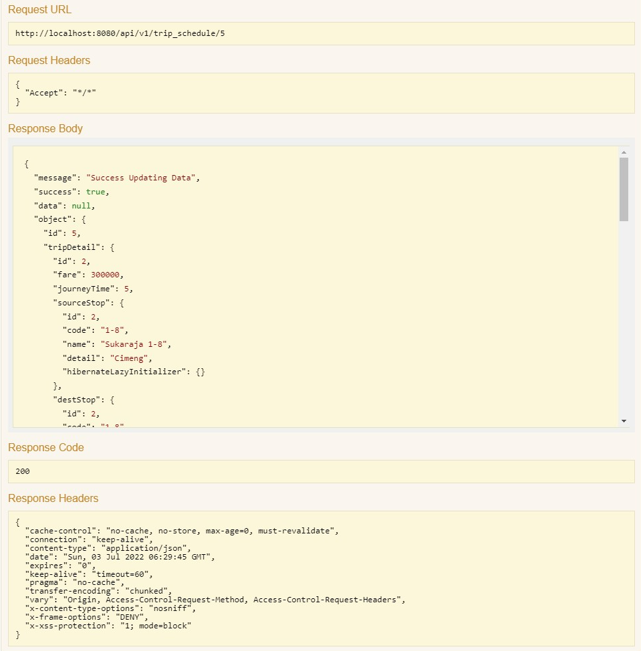 Request URL
http://localhost:8080/api/v1/trip_schedule/5
Request Headers
{
"Accept": "*/*"
}
Response Body
{
"message": "Success Updating Data",
"success": true,
"data": null,
"object": {
"id": 5,
"tripDetail": {
"id": 2,
"fare": 300000,
"journeyTime": 5,
"sourceStop": {
"id": 2,
"code": "1-8",
"name": "Sukaraja 1-8",
"detail": "Cimeng",
"hibernateLazyInitializer": {}
},
"destStop": {
"id": 2,
"code": "1-8",
Response Code
200
Response Headers
{
"cache-control": "no-cache, no-store, max-age=0, must-revalidate",
"connection": "keep-alive",
"content-type": "application/json",
"date": "Sun, 03 Jul 2022 06:29:45 GMT",
"expires": "0",
"keep-alive": "timeout=60",
"pragma": "no-cache",
"transfer-encoding": "chunked",
"vary": "Origin, Access-Control-Request-Method, Access-Control-Request-Headers",
"x-content-type-options": "nosniff",
"x-frame-options": "DENY",
"x-xss-protection": "1; mode=block"
}